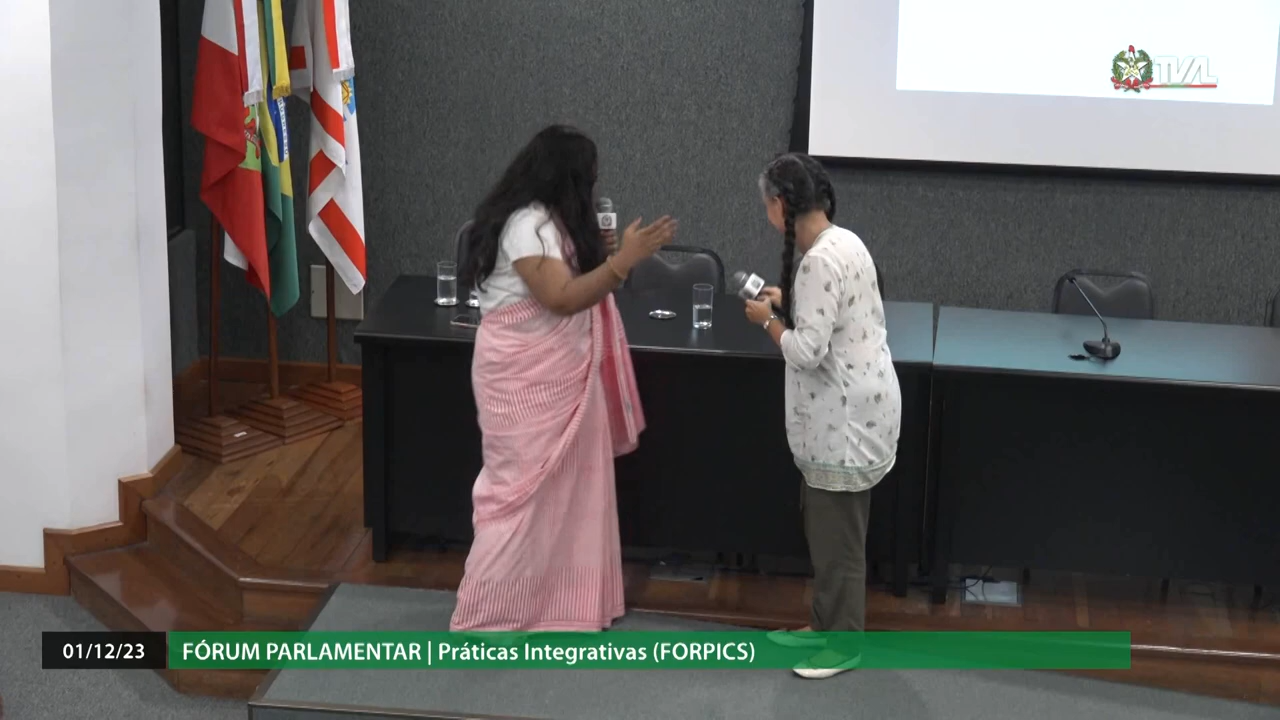 TVAL
01/12/23
FÓRUM PARLAMENTAR | Práticas Integrativas (FORPICS)